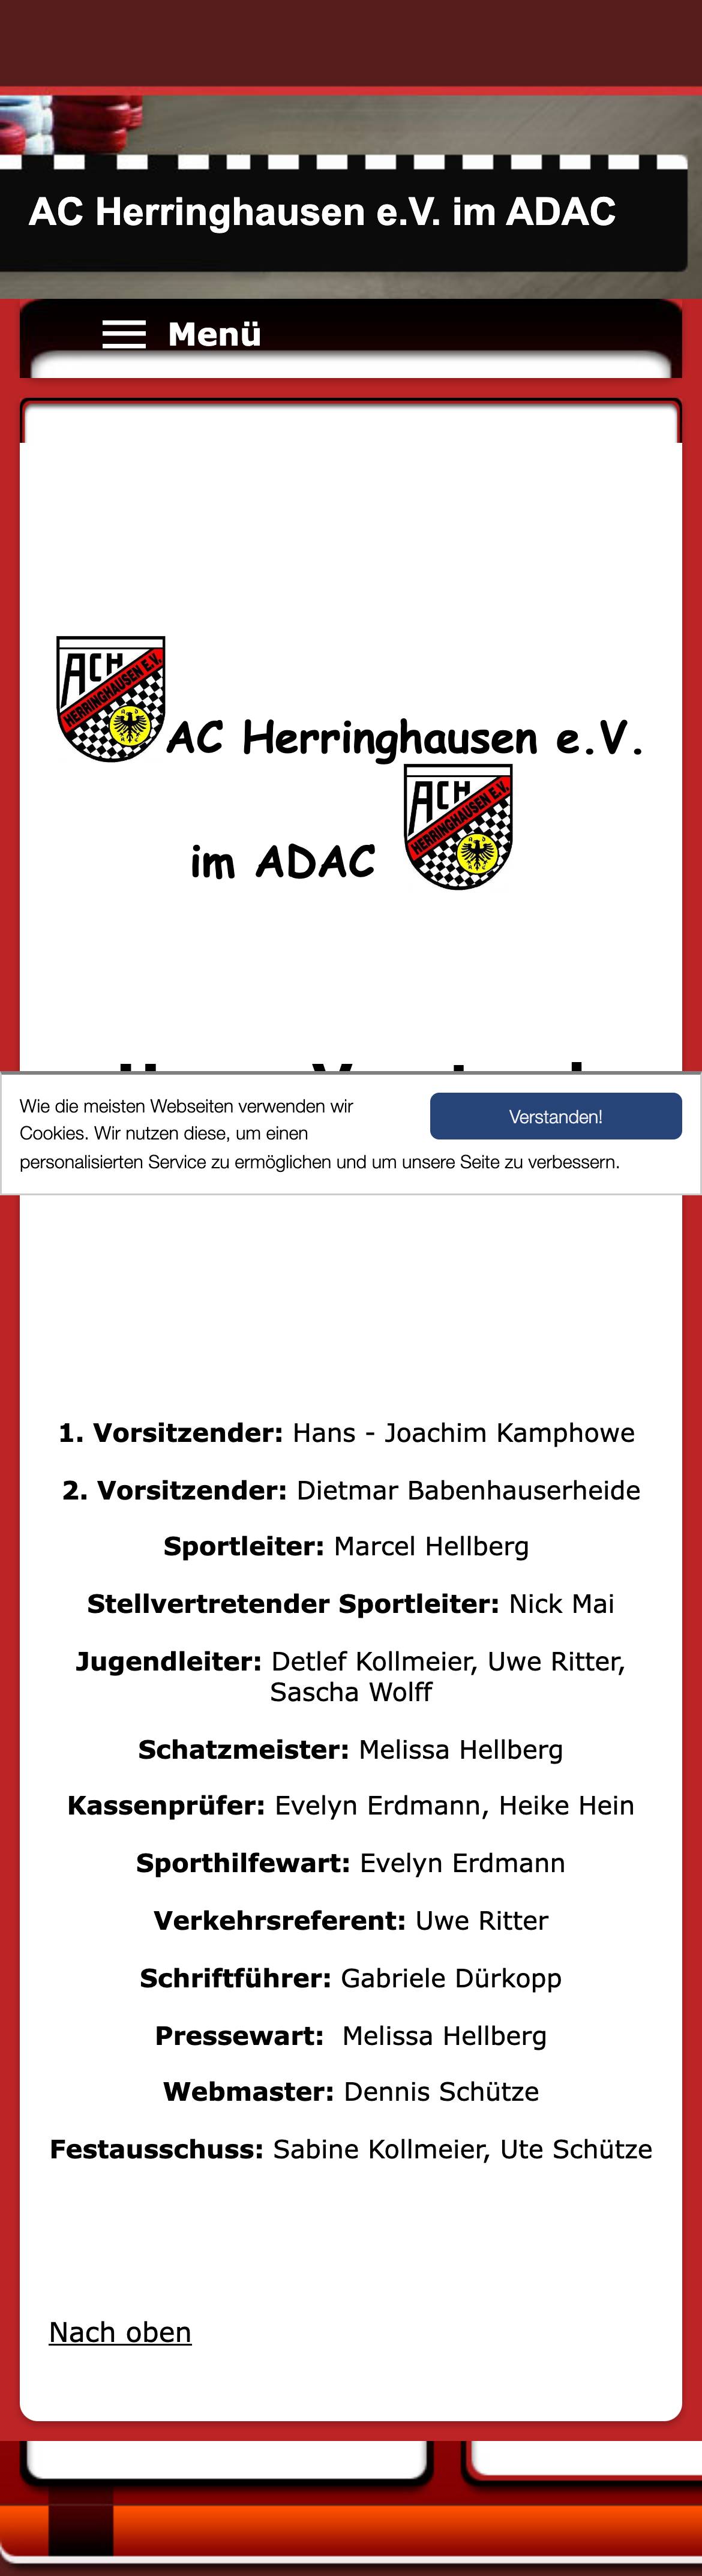 AC Herringhausen e.V. im ADAC
Menü
ACH
HERRINGHAUSEN E.V.
AC Herringhausen e.V.
im ADAC
ACH
HERRINGHAUSEN E.V.
Wie die meisten Webseiten verwenden wir
Cookies. Wir nutzen diese, um einen
personalisierten Service zu ermöglichen und um unsere Seite zu verbessern.
Verstanden!
1. Vorsitzender: Hans - Joachim Kamphowe
2. Vorsitzender: Dietmar Babenhauserheide
Sportleiter: Marcel Hellberg
Stellvertretender Sportleiter: Nick Mai
Jugendleiter: Detlef Kollmeier, Uwe Ritter,
Sascha Wolff
Schatzmeister: Melissa Hellberg
Kassenprüfer: Evelyn Erdmann, Heike Hein
Sporthilfewart: Evelyn Erdmann
Verkehrsreferent: Uwe Ritter
Schriftführer: Gabriele Dürkopp
Pressewart:  Melissa Hellberg
Webmaster: Dennis Schütze
Festausschuss: Sabine Kollmeier, Ute Schütze
Nach oben